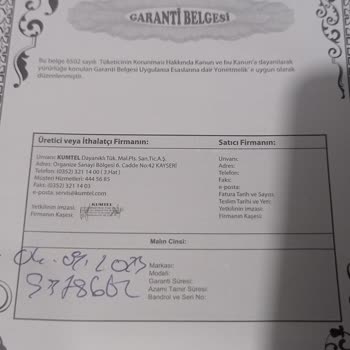 GARANTİ BELGESİ
Bu belge 6502 sayılı Tüketicinin Korunması Hakkında Kanun ve bu Kanun'a dayanılarak
yürürlüğe konulan Garanti Belgesi Uygulama Esaslarına dair Yönetmelik' e uygun olarak
düzenlenmiştir.
Üretici veya İthalatçı Firmanın:
Unvanı: KUMTEL Dayanıklı Tük. Mal.Pls. San.Tic.A.Ş.
Adres: Organize Sanayi Bölgesi 6. Cadde No:42 KAYSERİ
Telefon: (0352) 321 14 00 ( 3.Hat )
Müşteri Hizmetleri: 444 56 83
Faks: (0352) 321 14 03
e-posta: servis@kumtel.com
Yetkilinin imzası:
Firmanın Kaşesi:
KUMTEL
Satıcı Firmanın:
Unvanı:
Adres:
Telefon:
Faks:
e-posta:
Fatura Tarih ve Sayısı:
Teslim Tarihi ve Yeri:
Yetkilinin imzası:
Firmanın Kaşesi:
Malın Cinsi:
Markası:
Modeli:
Garanti Süresi:
Azami Tamir Süresi:
Bandrol ve Seri No: